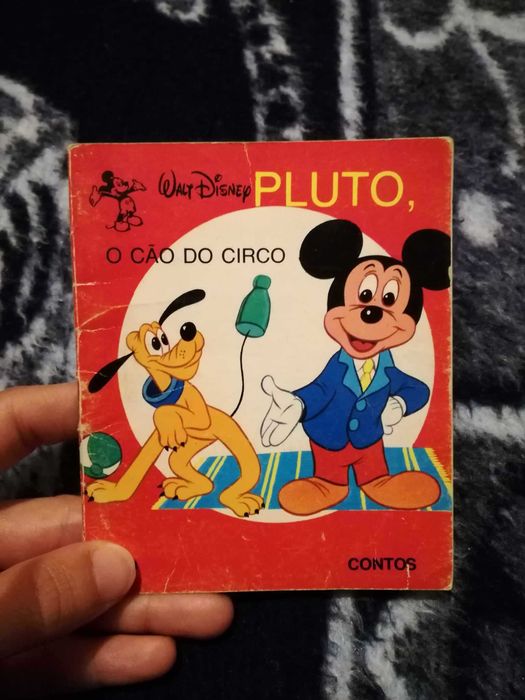 WALT DISNEY PLUTO,
O CÃO DO CIRCO
CONTOS